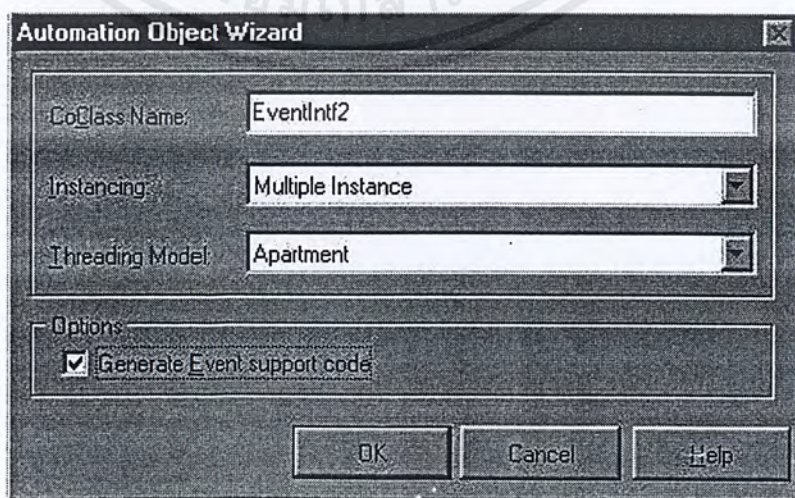 Automation Object Wizard
CoClass Name: EventIntf2
Instancing: Multiple Instance
Threading Model: Apartment
Options
Generate Event support code
OK Cancel Help